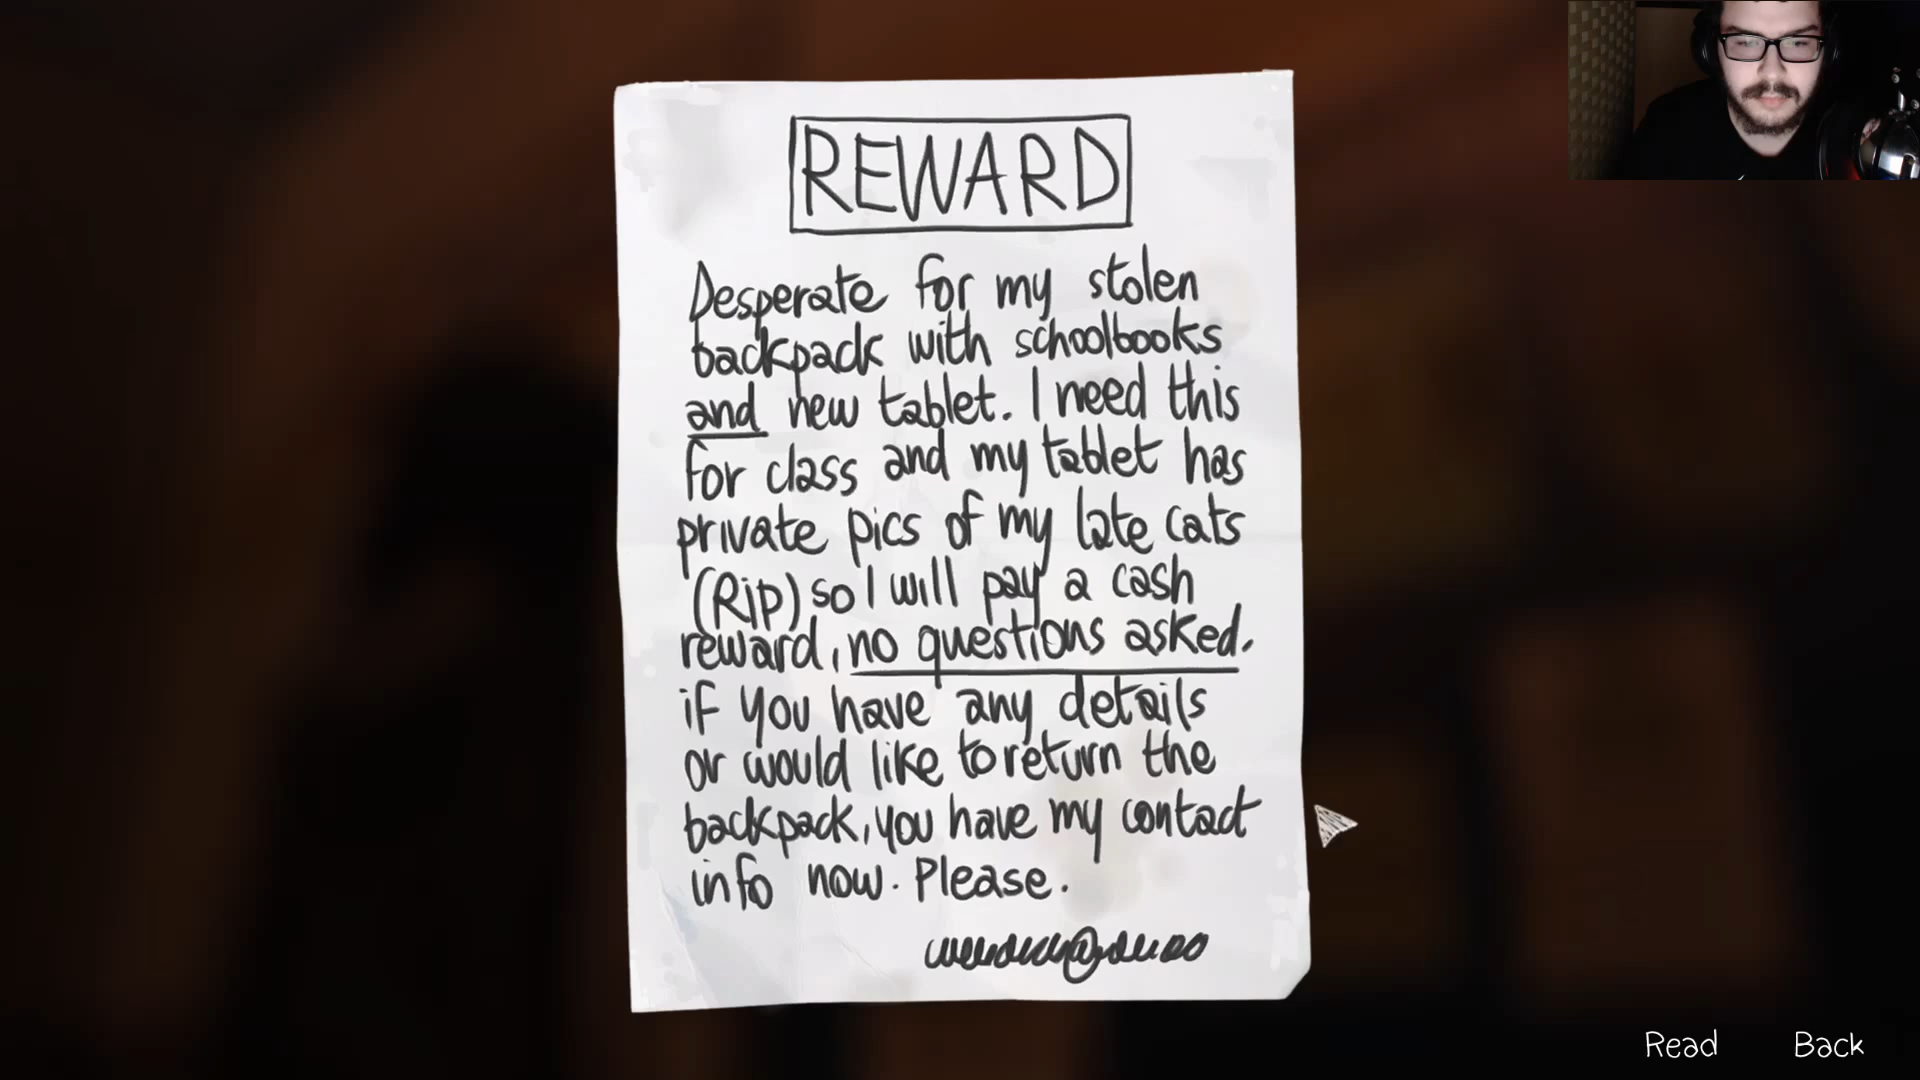 REWARD
Desperate for my stolen
backpack with schoolbooks
and new tablet. I need this
for class and my tablet has
private pics of my late cats
(RiP) so I will pay a cash
reward, no questions asked.
if you have any details
or would like to return the
backpack, you have my contact
info now. Please.
Read Back